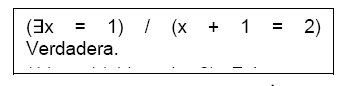 (∃x = 1) / (x + 1 = 2)
Verdadera.